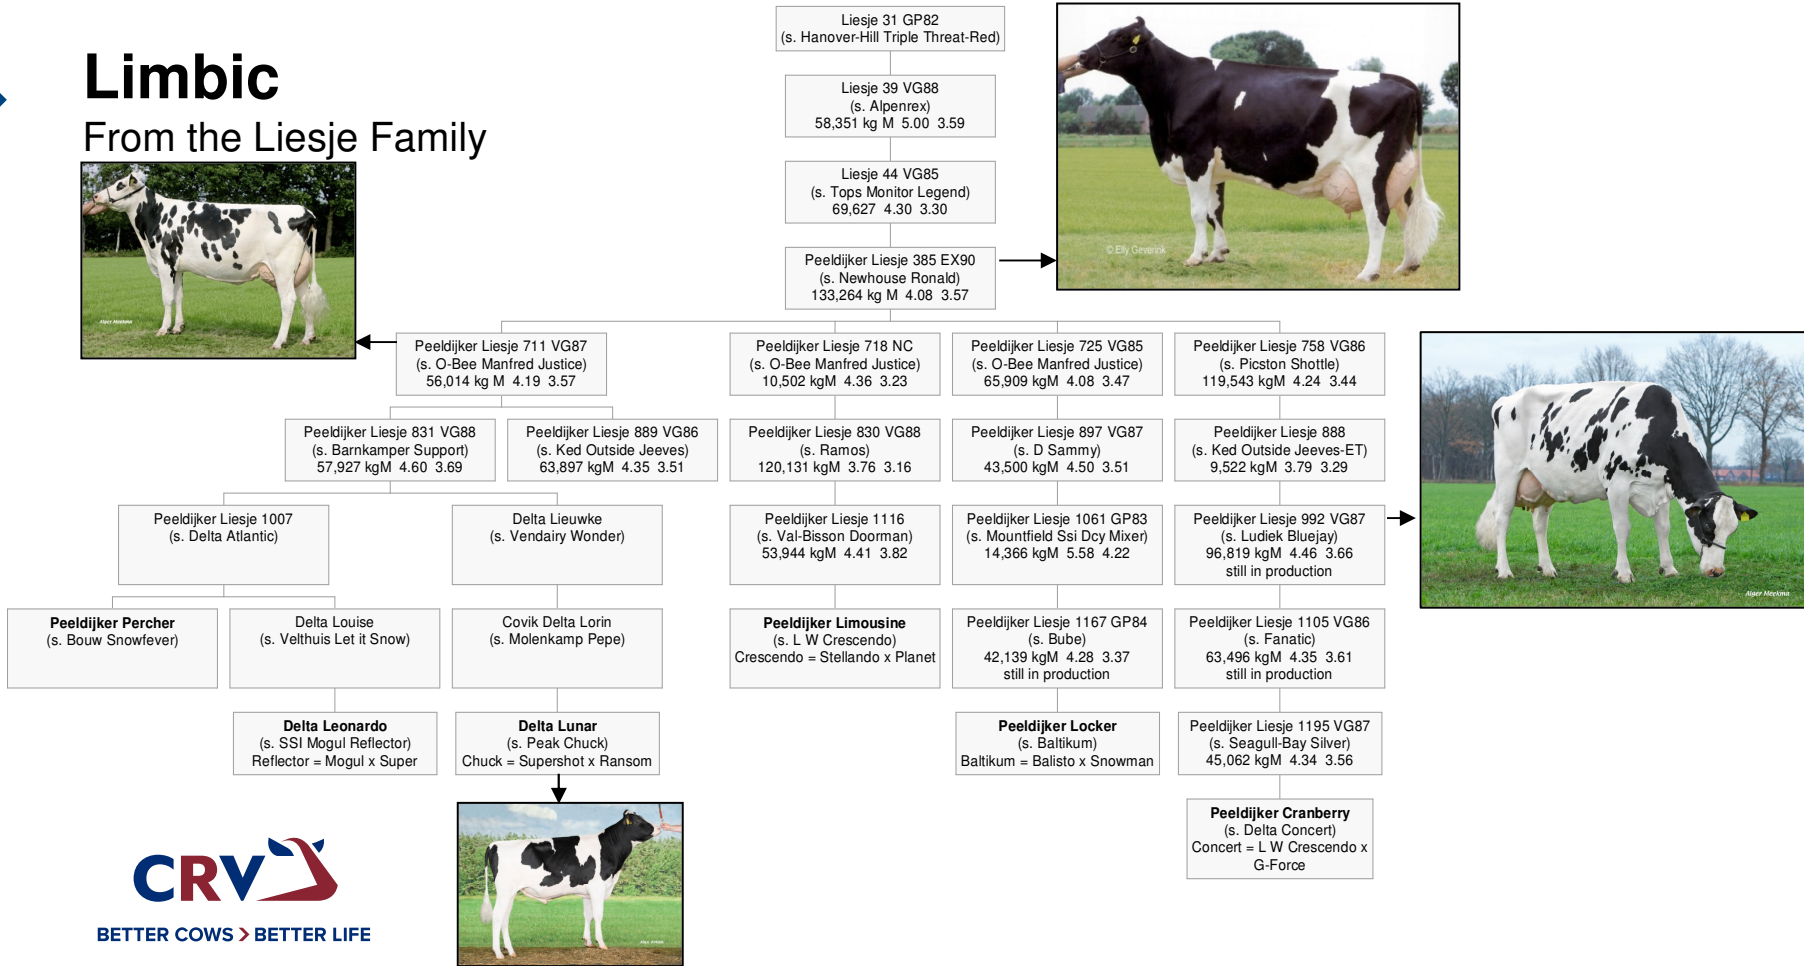 Limbic
From the Liesje Family
Liesje 31 GP82
(s. Hanover-Hill Triple Threat-Red)
Liesje 39 VG88
(s. Alpenrex)
58,351 kg M  5.00  3.59
Liesje 44 VG85
(s. Tops Monitor Legend)
69,627  4.30  3.30
Peeldijker Liesje 385 EX90
(s. Newhouse Ronald)
133,264 kg M  4.08  3.57
© Elly Geverink
Alger Meekma
Peeldijker Liesje 711 VG87
(s. O-Bee Manfred Justice)
56,014 kg M  4.19  3.57
Peeldijker Liesje 718 NC
(s. O-Bee Manfred Justice)
10,502 kgM  4.36  3.23
Peeldijker Liesje 725 VG85
(s. O-Bee Manfred Justice)
65,909 kgM  4.08  3.47
Peeldijker Liesje 758 VG86
(s. Picston Shottle)
119,543 kgM  4.24  3.44
Peeldijker Liesje 831 VG88
(s. Barnkamper Support)
57,927 kgM  4.60  3.69
Peeldijker Liesje 889 VG86
(s. Ked Outside Jeeves)
63,897 kgM  4.35  3.51
Peeldijker Liesje 830 VG88
(s. Ramos)
120,131 kgM  3.76  3.16
Peeldijker Liesje 897 VG87
(s. D Sammy)
43,500 kgM  4.50  3.51
Peeldijker Liesje 888
(s. Ked Outside Jeeves-ET)
9,522 kgM  3.79  3.29
Peeldijker Liesje 1007
(s. Delta Atlantic)
Delta Lieuwke
(s. Vendairy Wonder)
Peeldijker Liesje 1116
(s. Val-Bisson Doorman)
53,944 kgM  4.41  3.82
Peeldijker Liesje 1061 GP83
(s. Mountfield Ssi Dcy Mixer)
14,366 kgM  5.58  4.22
Peeldijker Liesje 992 VG87
(s. Ludiek Bluejay)
96,819 kgM  4.46  3.66
still in production
Alger Meekma
Peeldijker Percher
(s. Bouw Snowfever)
Delta Louise
(s. Velthuis Let it Snow)
Covik Delta Lorin
(s. Molenkamp Pepe)
Peeldijker Limousine
(s. L W Crescendo)
Crescendo = Stellando x Planet
Peeldijker Liesje 1167 GP84
(s. Bube)
42,139 kgM  4.28  3.37
still in production
Peeldijker Liesje 1105 VG86
(s. Fanatic)
63,496 kgM  4.35  3.61
still in production
Delta Leonardo
(s. SSI Mogul Reflector)
Reflector = Mogul x Super
Delta Lunar
(s. Peak Chuck)
Chuck = Supershot x Ransom
Peeldijker Locker
(s. Baltikum)
Baltikum = Balisto x Snowman
Peeldijker Liesje 1195 VG87
(s. Seagull-Bay Silver)
45,062 kgM  4.34  3.56
Peeldijker Cranberry
(s. Delta Concert)
Concert = L W Crescendo x
G-Force
CRV
BETTER COWS > BETTER LIFE